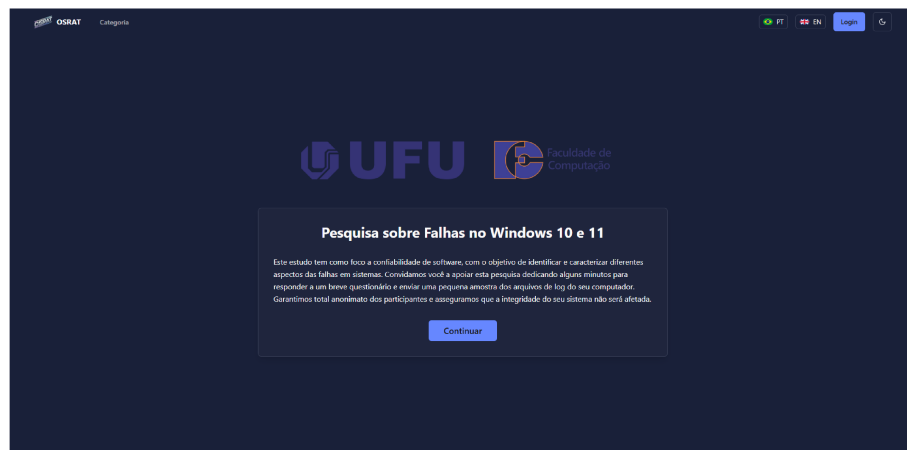 OSRAT OSRAT Categoria PT EN Login
UFU Faculdade de
Computação
Pesquisa sobre Falhas no Windows 10 e 11
Este estudo tem como foco a confiabilidade de software, com o objetivo de identificar e caracterizar diferentes
aspectos das falhas em sistemas. Convidamos você a apoiar esta pesquisa dedicando alguns minutos para
responder a um breve questionário e enviar uma pequena amostra dos arquivos de log do seu computador.
Garantimos total anonimato dos participantes e asseguramos que a integridade do seu sistema não será afetada.
Continuar